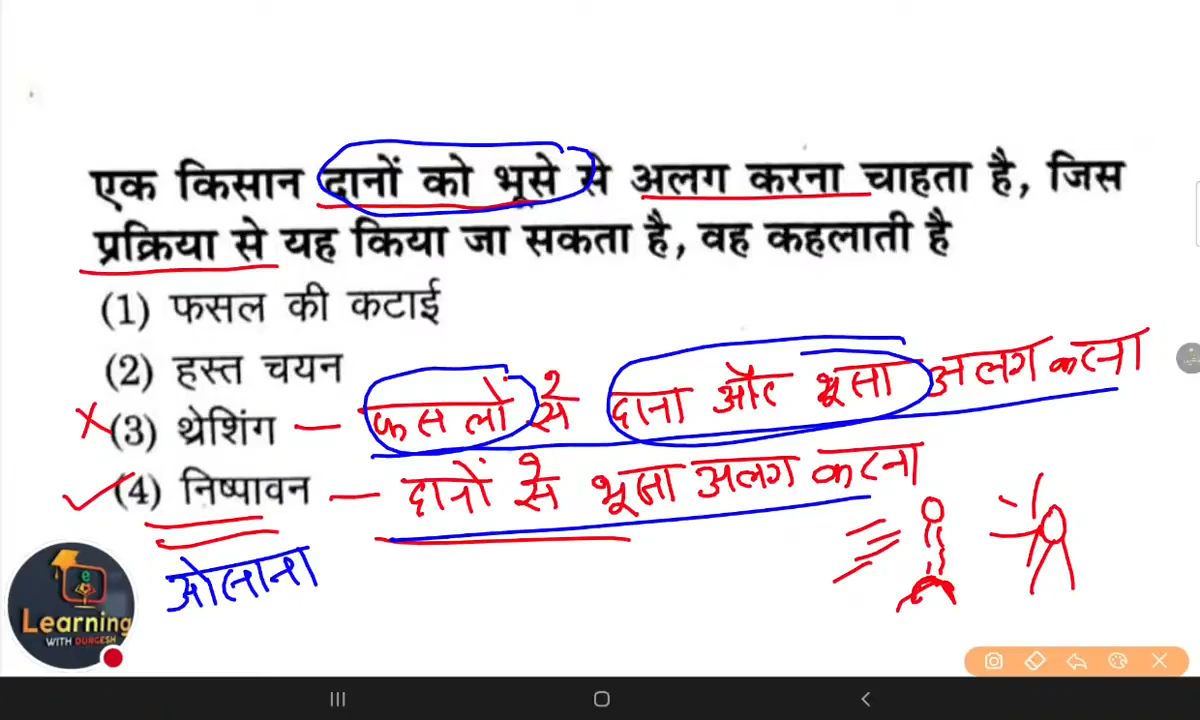 एक किसान दानों को भूसे से अलग करना चाहता है, जिस
प्रक्रिया से यह किया जा सकता है, वह कहलाती है
(1) फसल की कटाई
(2) हस्त चयन
(3) थ्रेशिंग — फसलों से दाना और भूसा अलग करना
(4) निष्पावन — दानों से भूसा अलग करना
ओसाना
e
Learning
WITH DURGESH